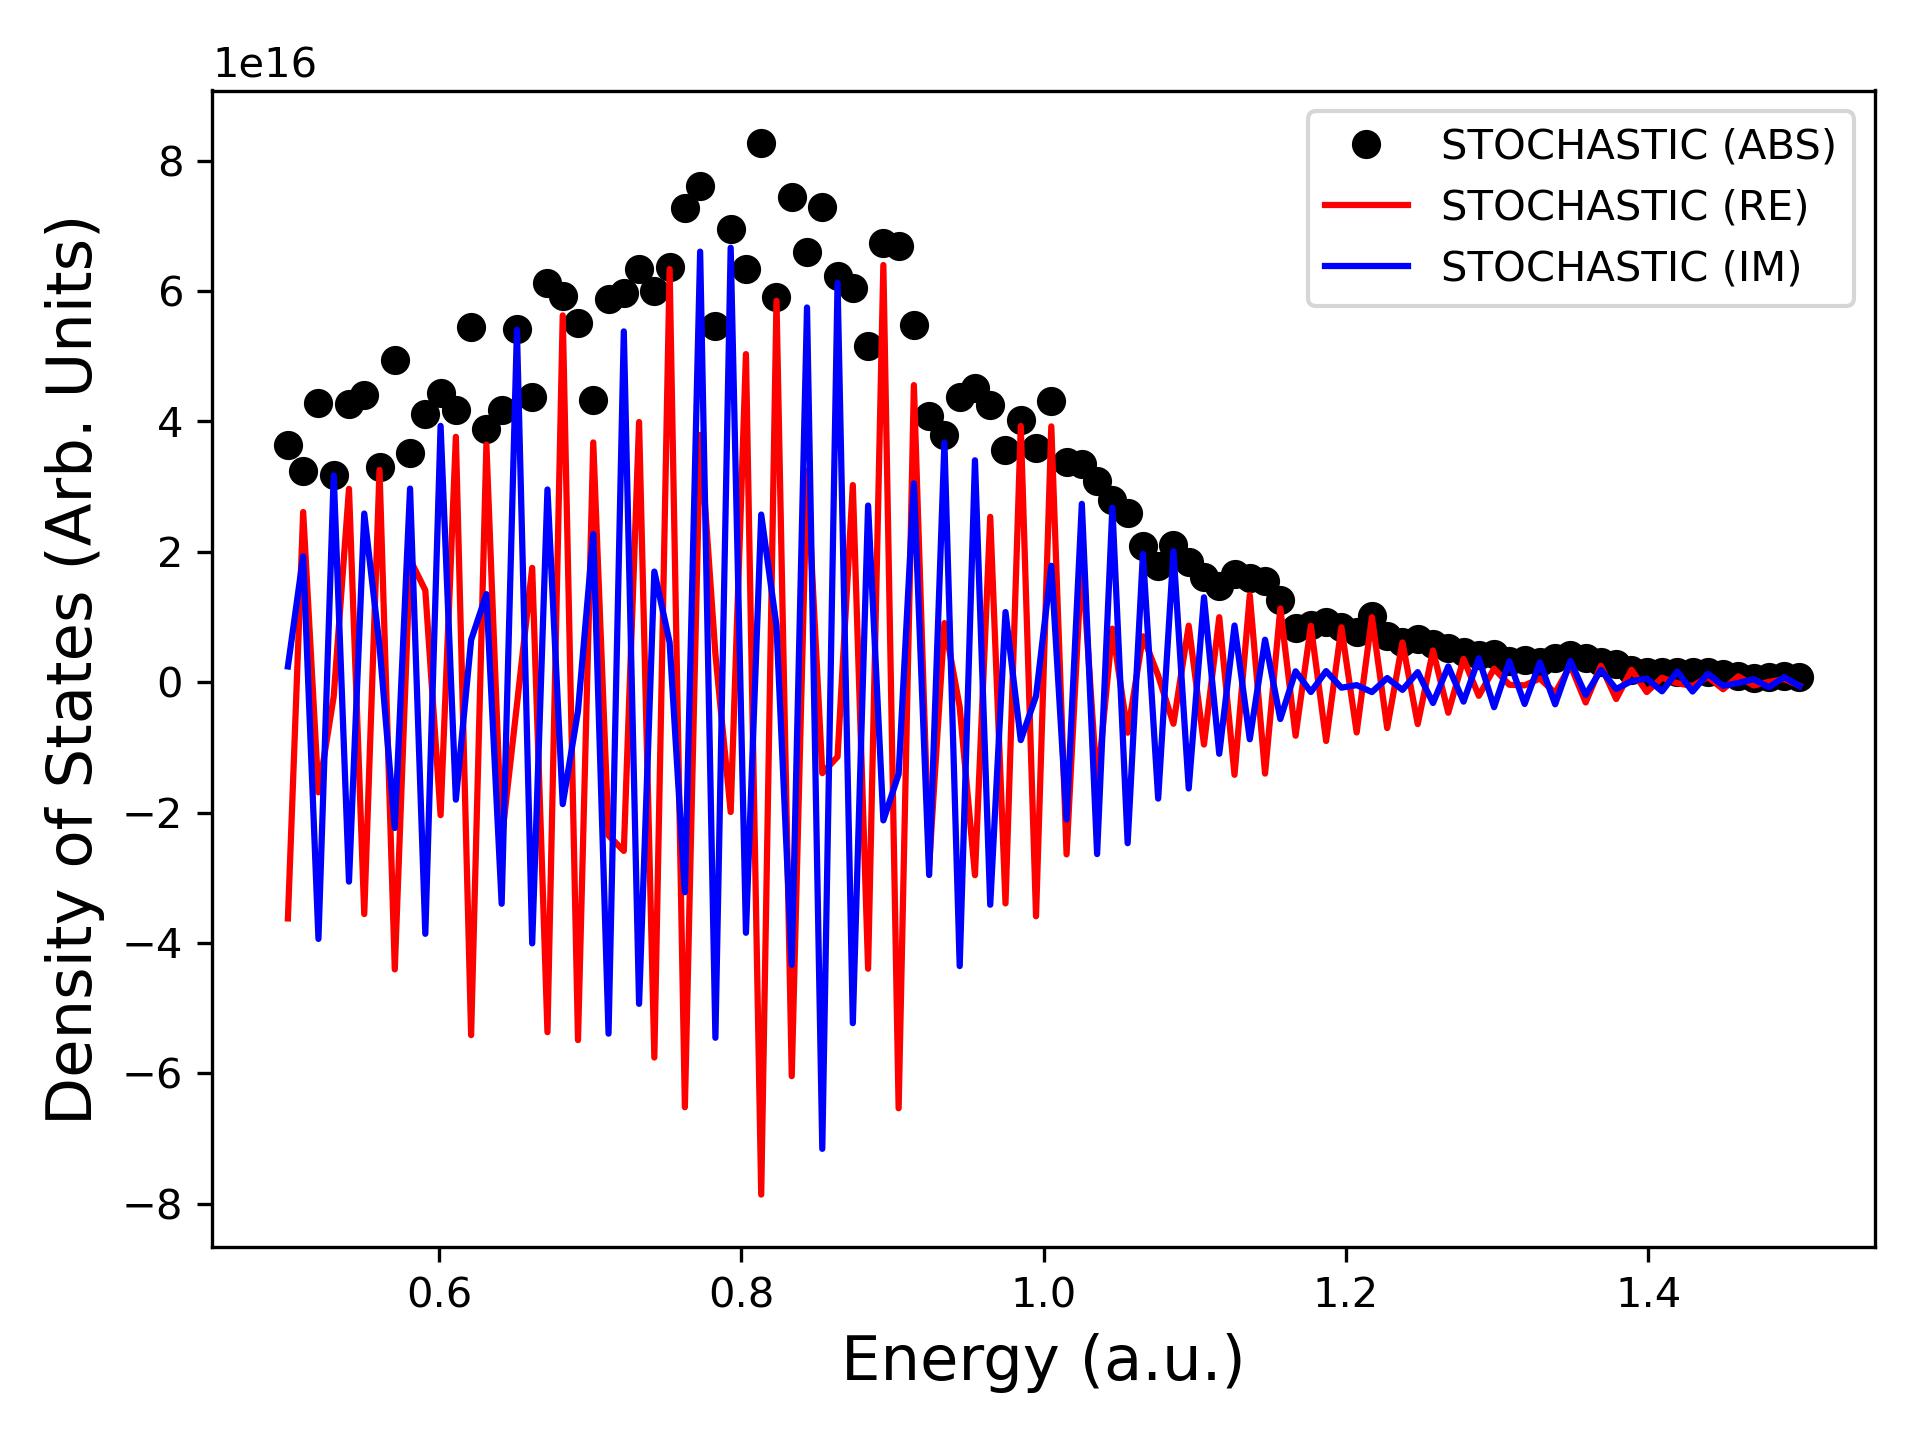 1e16
STOCHASTIC (ABS)
STOCHASTIC (RE)
STOCHASTIC (IM)
Density of States (Arb. Units)
8
6
4
2
0
−2
−4
−6
−8
0.6 0.8 1.0 1.2 1.4
Energy (a.u.)